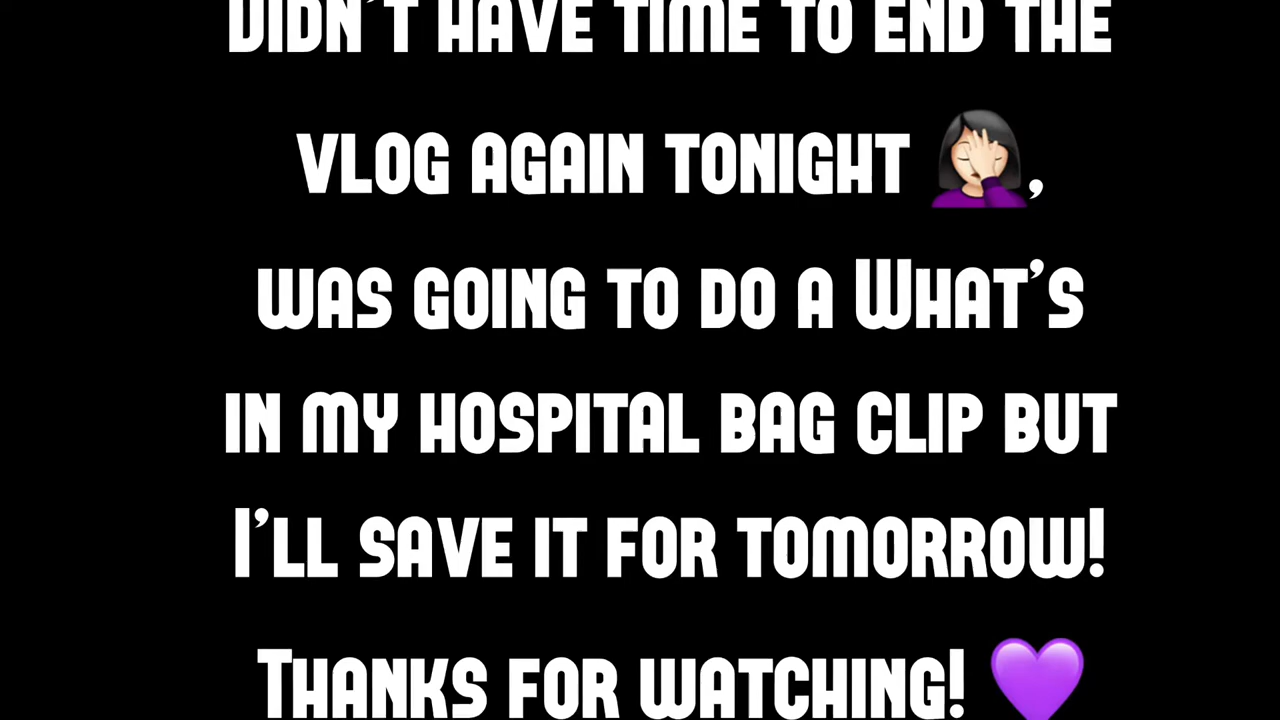 Didn't have time to end the
vlog again tonight 🤦🏻‍♀️,
was going to do a What's
in my hospital bag clip but
I'll save it for tomorrow!
Thanks for watching! 💜